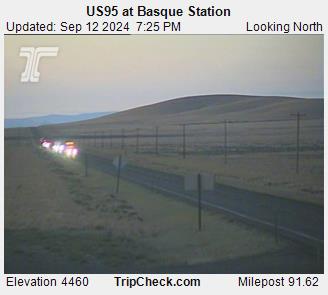 US95 at Basque Station
Updated: Sep 12 2024 7:25 PM Looking North
Elevation 4460 TripCheck.com Milepost 91.62